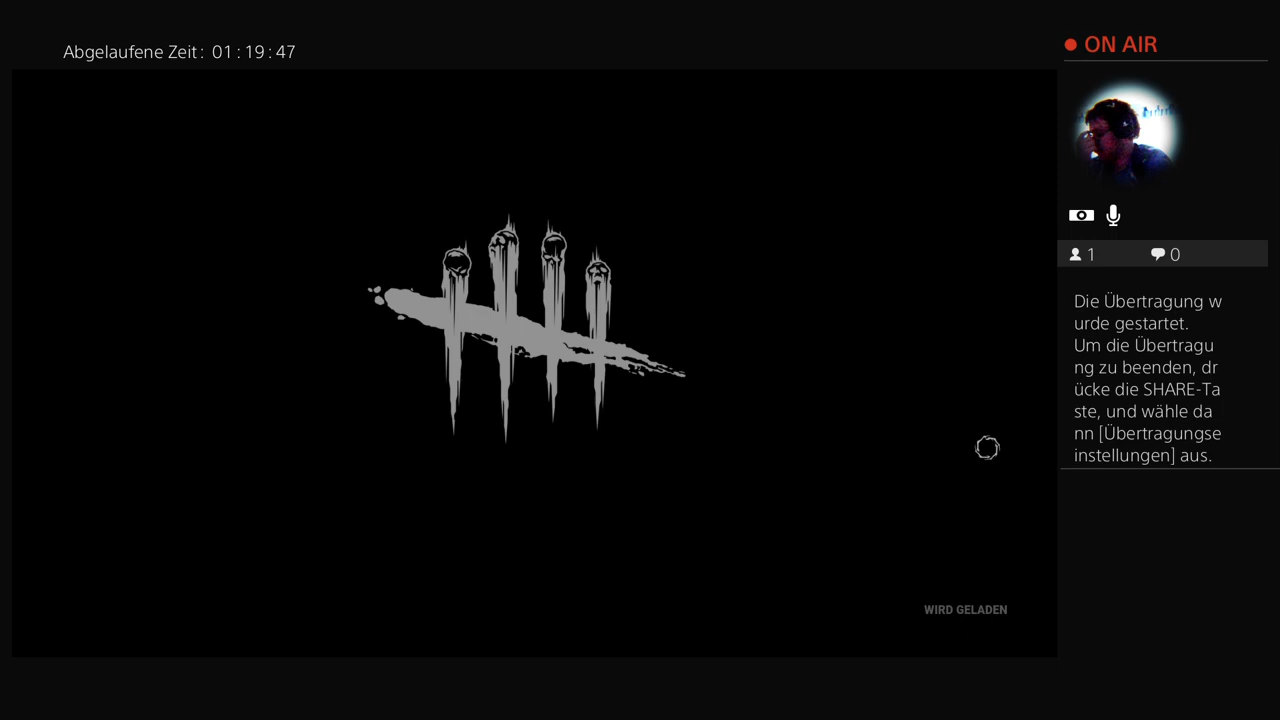 Abgelaufene Zeit: 01:19:47
ON AIR
1
0
Die Übertragung w
urde gestartet.
Um die Übertragu
ng zu beenden, dr
ücke die SHARE-Ta
ste, und wähle da
nn [Übertragungse
instellungen] aus.
WIRD GELADEN